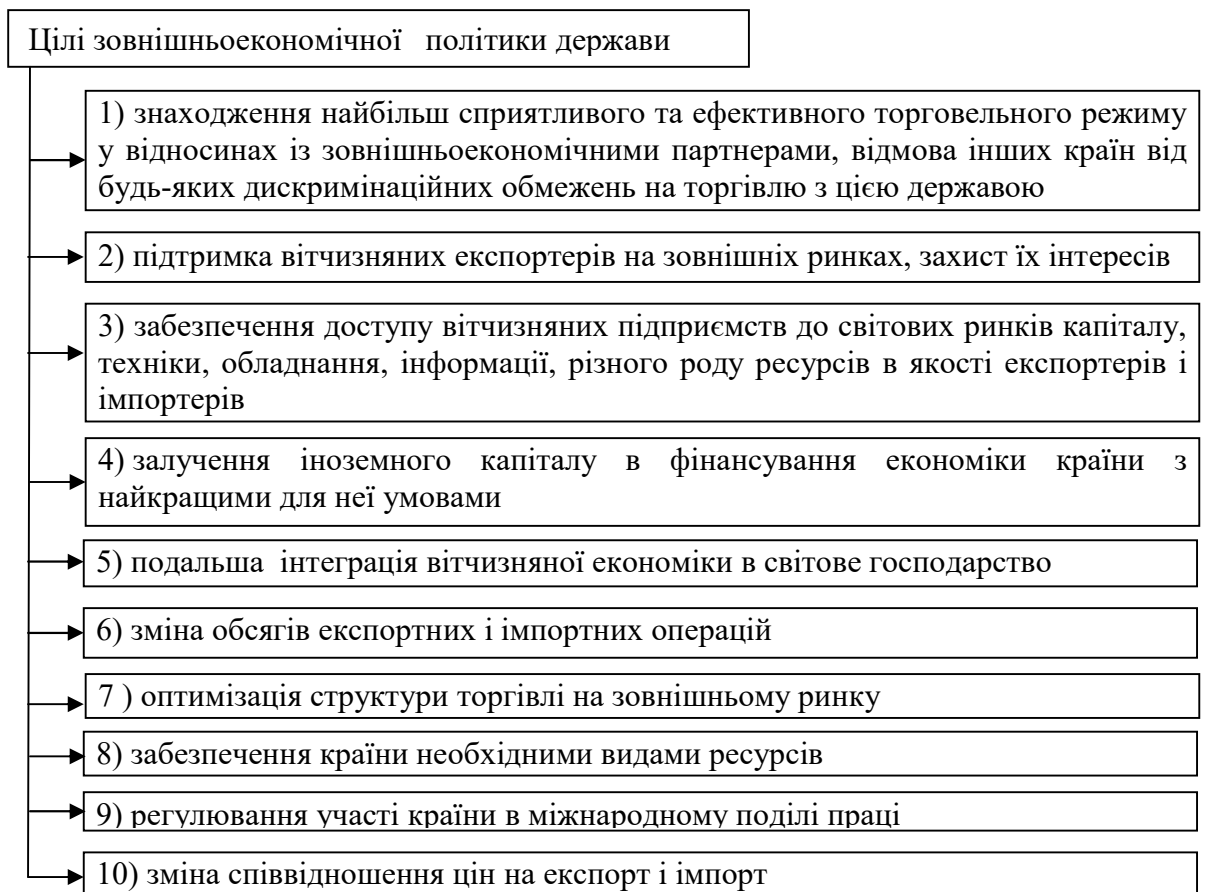 Цілі зовнішньоекономічної політики держави
1) знаходження найбільш сприятливого та ефективного торговельного режиму
у відносинах із зовнішньоекономічними партнерами, відмова інших країн від
будь-яких дискримінаційних обмежень на торгівлю з цією державою
2) підтримка вітчизняних експортерів на зовнішніх ринках, захист їх інтересів
3) забезпечення доступу вітчизняних підприємств до світових ринків капіталу,
техніки, обладнання, інформації, різного роду ресурсів в якості експортерів і
імпортерів
4) залучення іноземного капіталу в фінансування економіки країни з
найкращими для неї умовами
5) подальша інтеграція вітчизняної економіки в світове господарство
6) зміна обсягів експортних і імпортних операцій
7 ) оптимізація структури торгівлі на зовнішньому ринку
8) забезпечення країни необхідними видами ресурсів
9) регулювання участі країни в міжнародному поділі праці
10) зміна співвідношення цін на експорт і імпорт